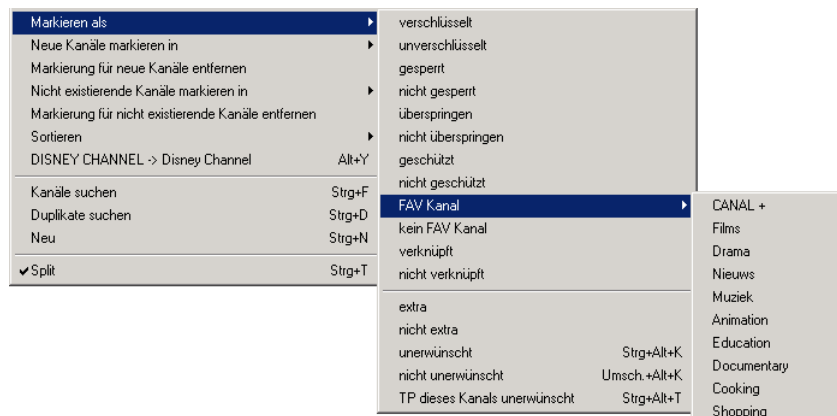 Markieren als
Neue Kanäle markieren in
Markierung für neue Kanäle entfernen
Nicht existierende Kanäle markieren in
Markierung für nicht existierende Kanäle entfernen
Sortieren
DISNEY CHANNEL -> Disney Channel Alt+Y
Kanäle suchen Strg+F
Duplikate suchen Strg+D
Neu Strg+N
Split Strg+T
verschlüsselt
unverschlüsselt
gesperrt
nicht gesperrt
überspringen
nicht überspringen
geschützt
nicht geschützt
FAV Kanal
kein FAV Kanal
verknüpft
nicht verknüpft
extra
nicht extra
unerwünscht Strg+Alt+K
nicht unerwünscht Umsch.+Alt+K
TP dieses Kanals unerwünscht Strg+Alt+T
CANAL +
Films
Drama
Nieuws
Muziek
Animation
Education
Documentary
Cooking
Shopping